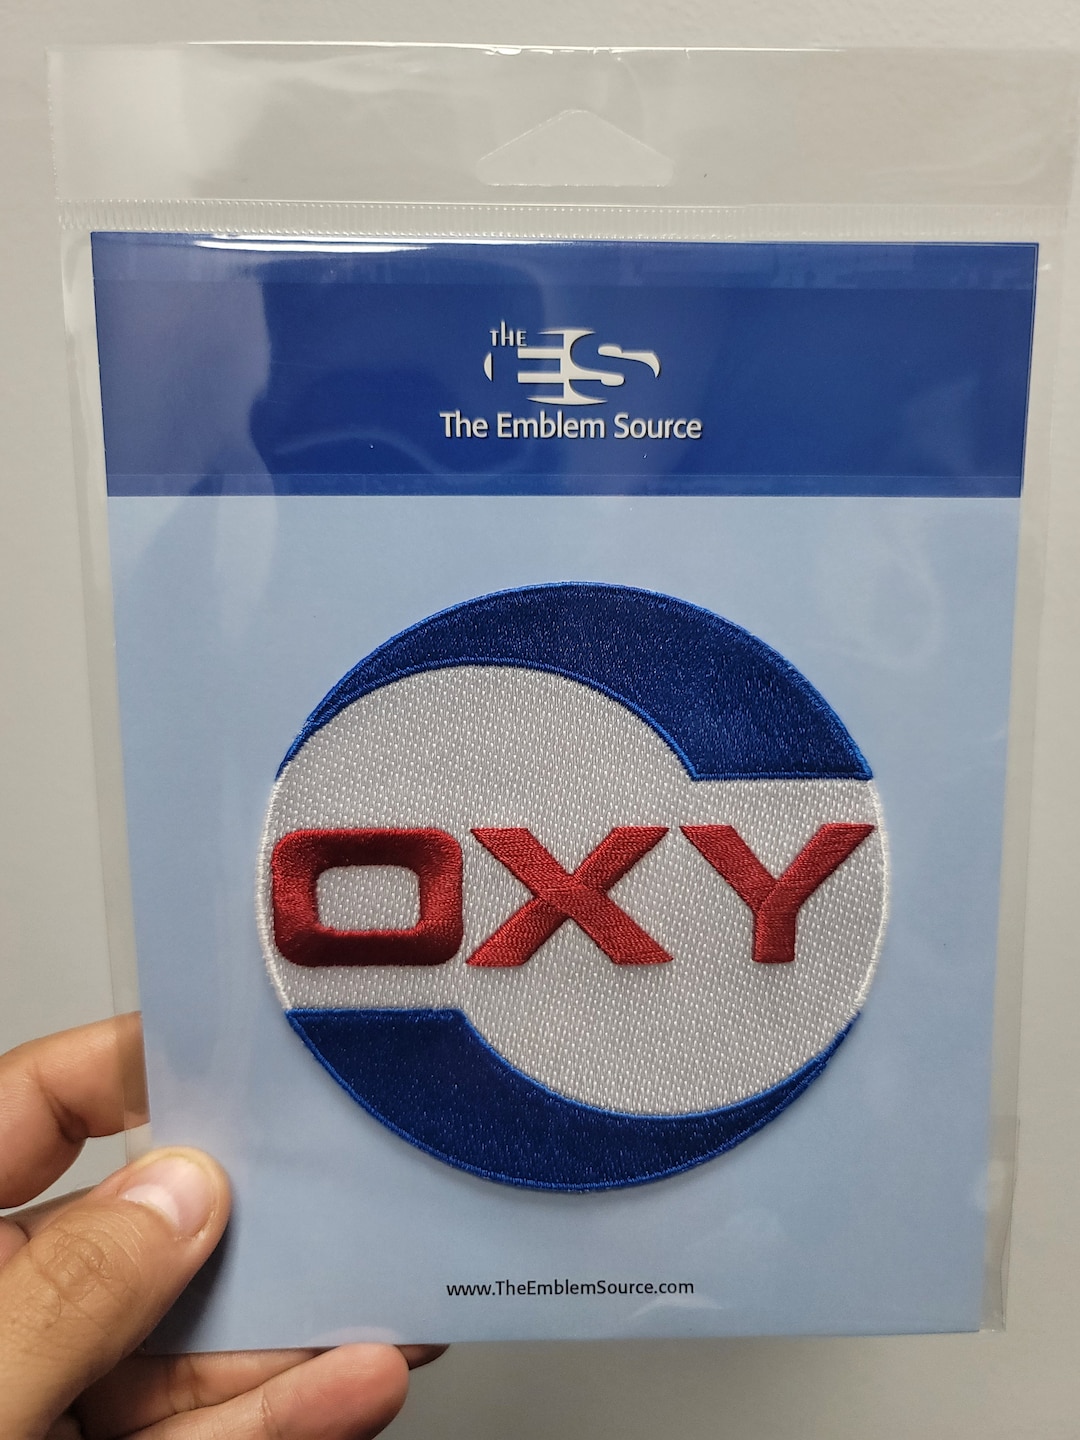 THE
ES
The Emblem Source
OXY
www.TheEmblemSource.com